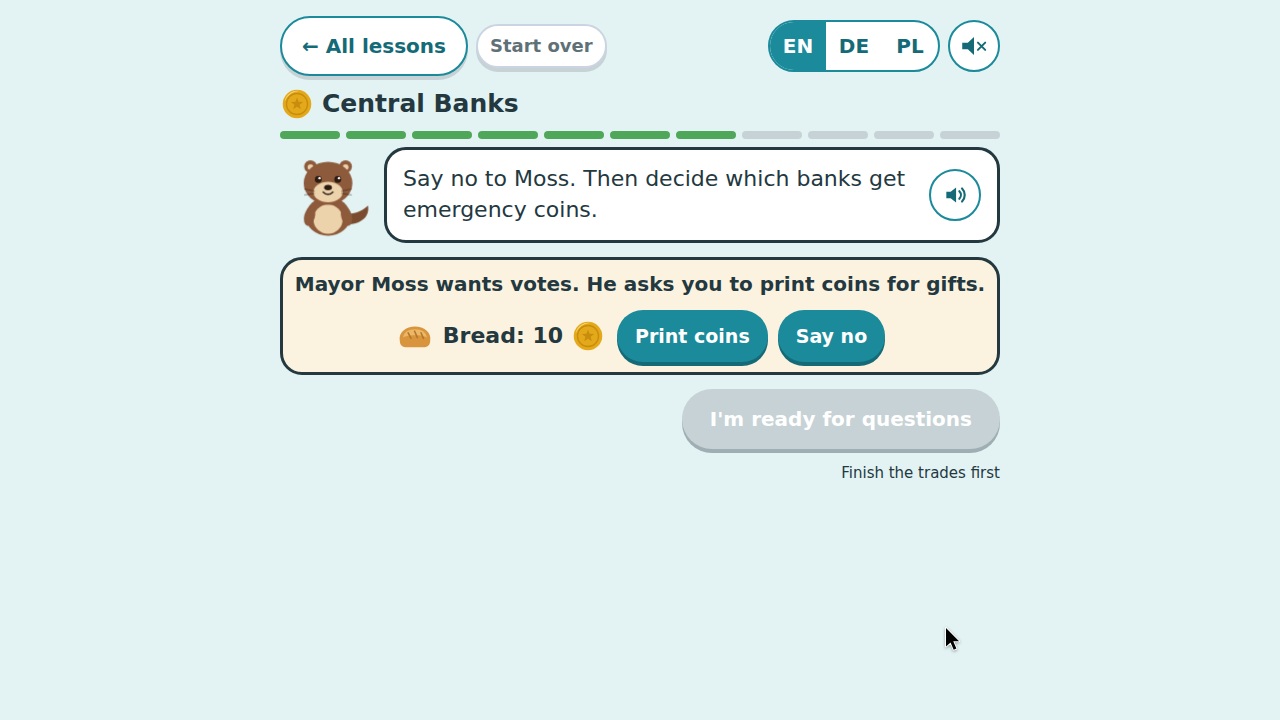 ← All lessons
Start over
EN
DE
PL
Central Banks
Say no to Moss. Then decide which banks get
emergency coins.
Mayor Moss wants votes. He asks you to print coins for gifts.
Bread: 10
Print coins
Say no
I'm ready for questions
Finish the trades first